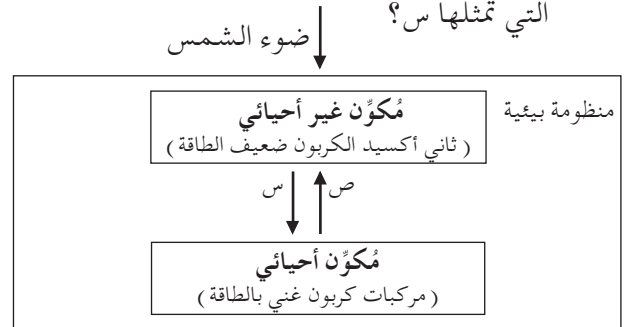 التي تمثلها س؟
ضوء الشمس
منظومة بيئية
مُكوِّن غير أحيائي
( ثاني أكسيد الكربون ضعيف الطاقة )
س
ص
مُكوِّن أحيائي
( مركبات كربون غني بالطاقة )